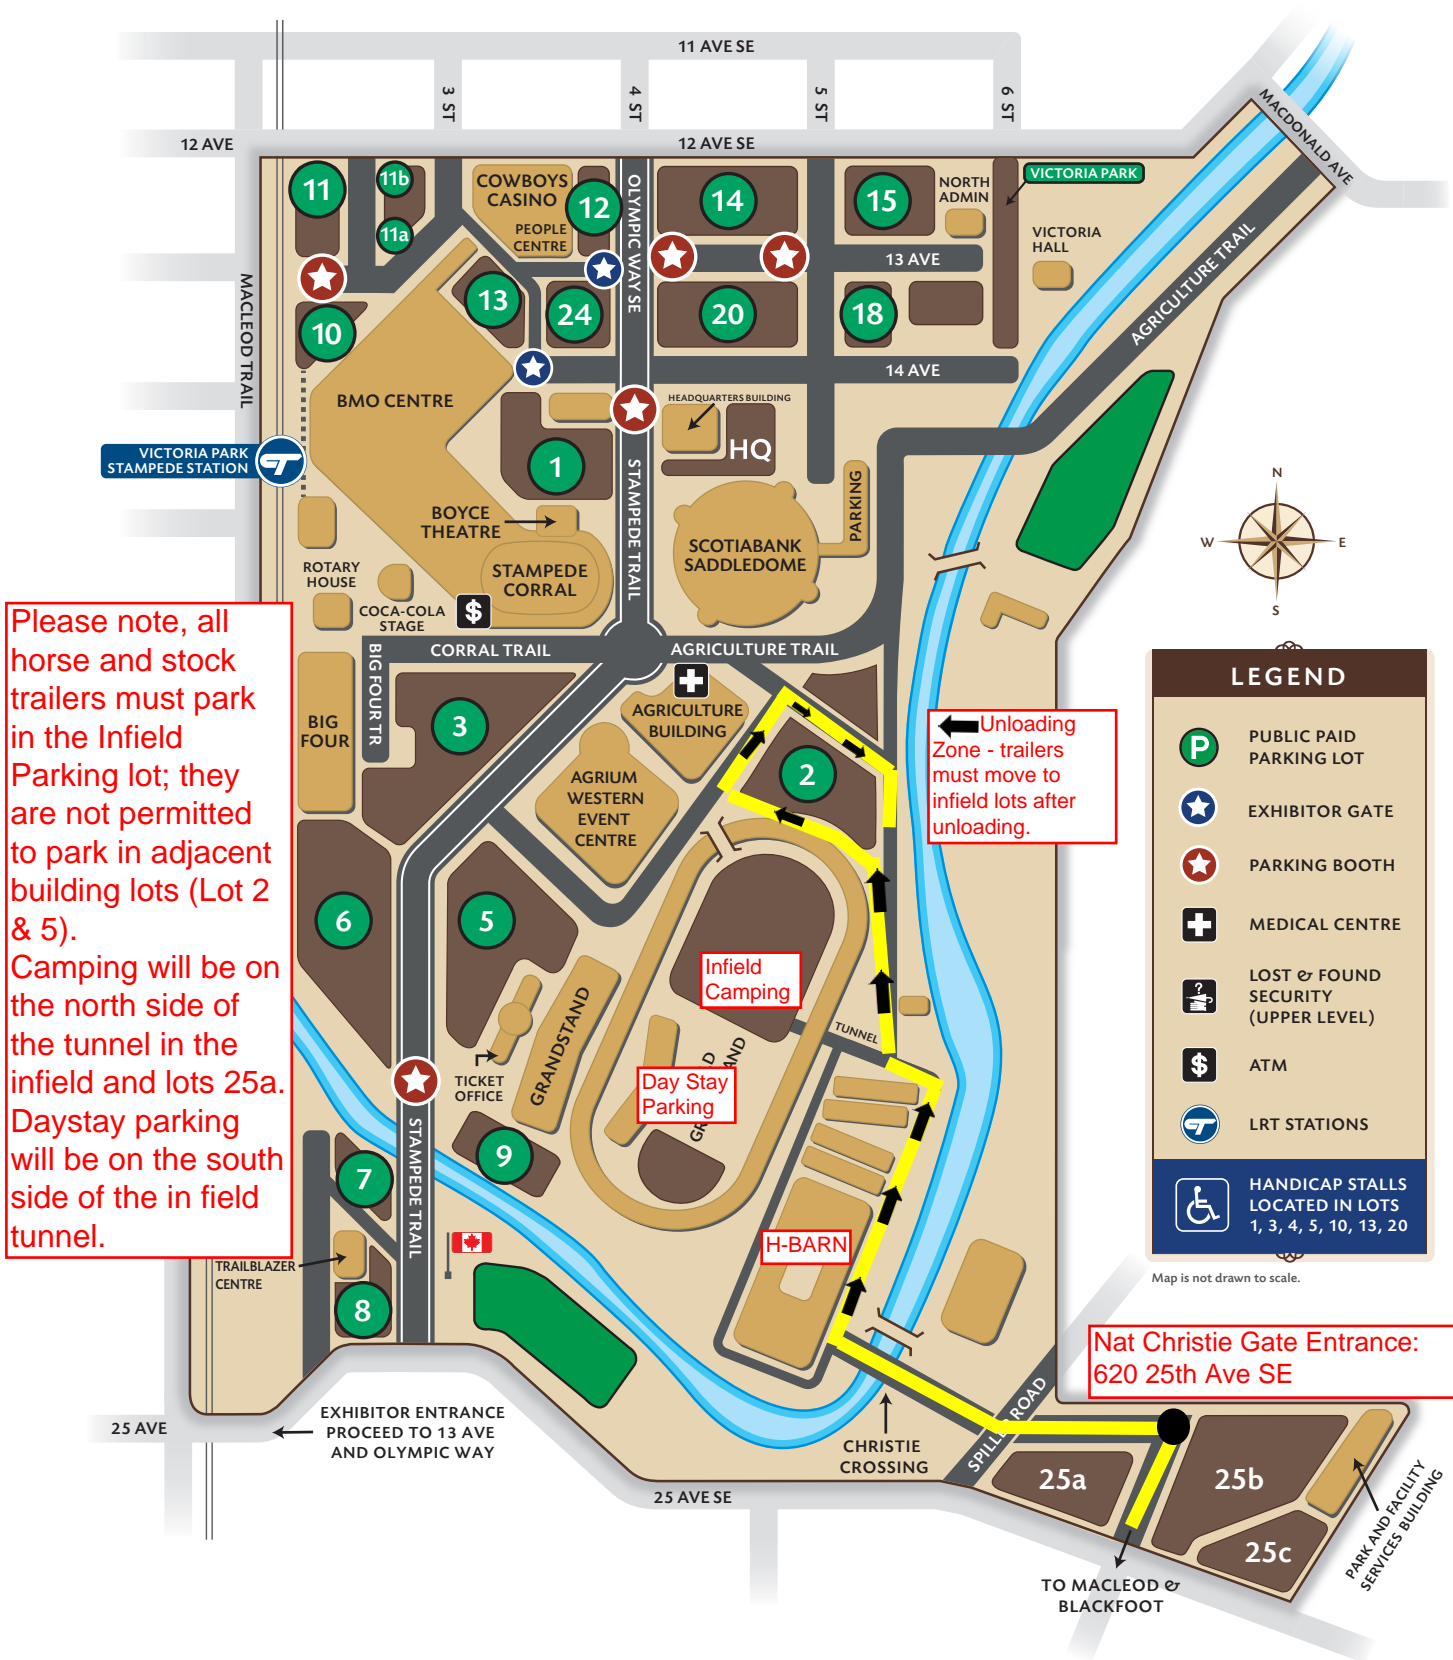 11 AVE SE
3 ST
4 ST
5 ST
6 ST
MACDONALD AVE
12 AVE
12 AVE SE
11
11b
11a
COWBOYS
CASINO
PEOPLE
CENTRE
12
OLYMPIC WAY SE
14
15
NORTH
ADMIN
VICTORIA PARK
VICTORIA
HALL
13 AVE
AGRICULTURE TRAIL
MACLEOD TRAIL
10
13
24
20
18
14 AVE
BMO CENTRE
HEADQUARTERS BUILDING
HQ
VICTORIA PARK
STAMPEDE STATION
1
STAMPEDE TRAIL
PARKING
BOYCE
THEATRE
SCOTIABANK
SADDLEDOME
STAMPEDE
CORRAL
ROTARY
HOUSE
COCA-COLA
STAGE
$
N
W
E
S
Please note, all
horse and stock
trailers must park
in the Infield
Parking lot; they
are not permitted
to park in adjacent
building lots (Lot 2
& 5).
Camping will be on
the north side of
the tunnel in the
infield and lots 25a.
Daystay parking
will be on the south
side of the in field
tunnel.
BIG FOUR TR
CORRAL TRAIL
AGRICULTURE TRAIL
BIG
FOUR
3
AGRICULTURE
BUILDING
2
AGRIUM
WESTERN
EVENT
CENTRE
Unloading
Zone - trailers
must move to
infield lots after
unloading.
6
5
Infield
Camping
TUNNEL
GRANDSTAND
TICKET
OFFICE
Day Stay
Parking
9
7
STAMPEDE TRAIL
H-BARN
TRAILBLAZER
CENTRE
8
LEGEND
P
PUBLIC PAID
PARKING LOT
EXHIBITOR GATE
PARKING BOOTH
MEDICAL CENTRE
?
LOST & FOUND
SECURITY
(UPPER LEVEL)
$
ATM
LRT STATIONS
HANDICAP STALLS
LOCATED IN LOTS
1, 3, 4, 5, 10, 13, 20
Map is not drawn to scale.
Nat Christie Gate Entrance:
620 25th Ave SE
25 AVE
EXHIBITOR ENTRANCE
PROCEED TO 13 AVE
AND OLYMPIC WAY
25 AVE SE
CHRISTIE
CROSSING
ROAD
25a
25b
25c
TO MACLEOD &
BLACKFOOT
PARK AND FACILITY
SERVICES BUILDING